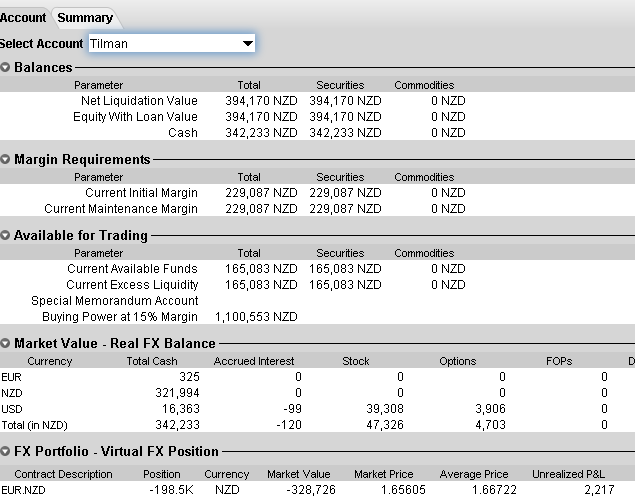 Account Summary
Select Account Tilman
Balances
Parameter Total Securities Commodities
Net Liquidation Value 394,170 NZD 394,170 NZD 0 NZD
Equity With Loan Value 394,170 NZD 394,170 NZD 0 NZD
Cash 342,233 NZD 342,233 NZD 0 NZD
Margin Requirements
Parameter Total Securities Commodities
Current Initial Margin 229,087 NZD 229,087 NZD 0 NZD
Current Maintenance Margin 229,087 NZD 229,087 NZD 0 NZD
Available for Trading
Parameter Total Securities Commodities
Current Available Funds 165,083 NZD 165,083 NZD 0 NZD
Current Excess Liquidity 165,083 NZD 165,083 NZD 0 NZD
Special Memorandum Account
Buying Power at 15% Margin 1,100,553 NZD
Market Value - Real FX Balance
Currency Total Cash Accrued Interest Stock Options FOPs D
EUR 325 0 0 0 0
NZD 321,994 0 0 0 0
USD 16,363 -99 39,308 3,906 0
Total (in NZD) 342,233 -120 47,326 4,703 0
FX Portfolio - Virtual FX Position
Contract Description Position Currency Market Value Market Price Average Price Unrealized P&L
EUR.NZD -198.5K NZD -328,726 1.65605 1.66722 2,217